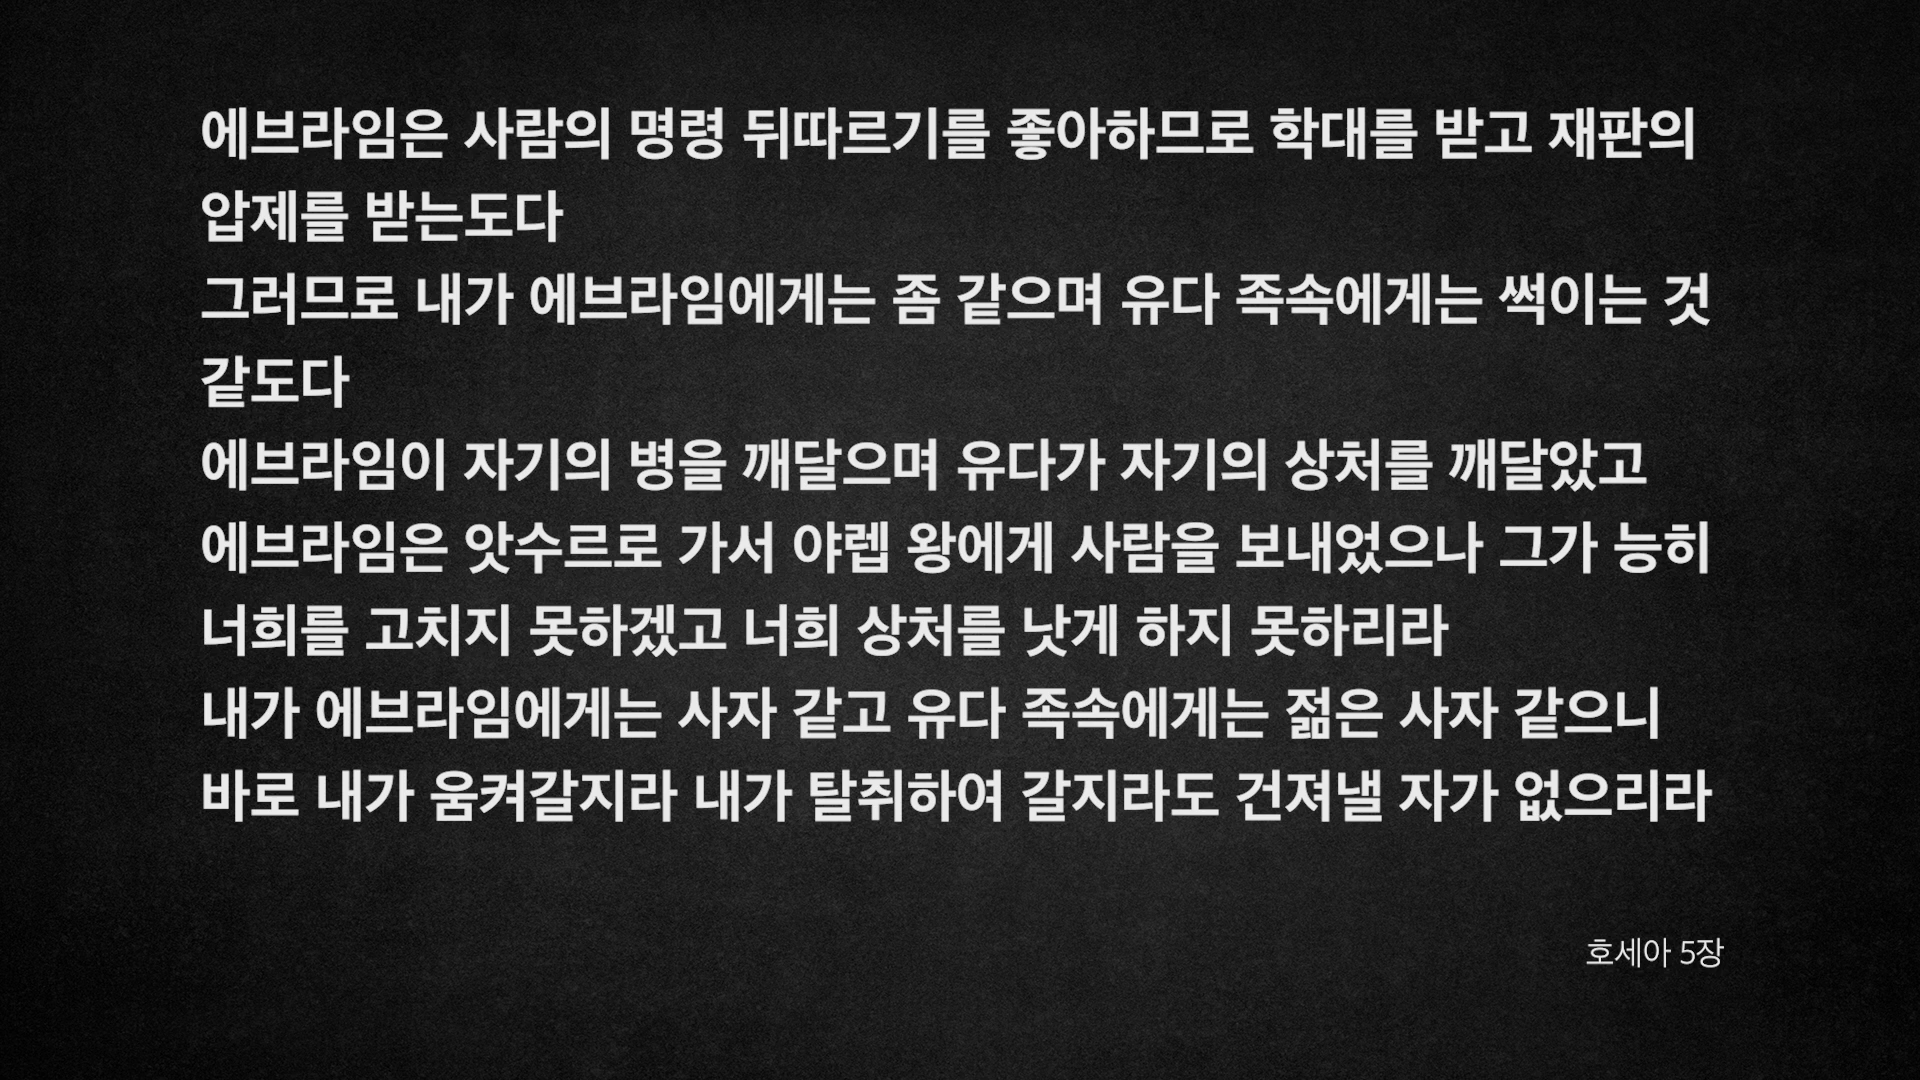 에브라임은 사람의 명령 뒤따르기를 좋아하므로 학대를 받고 재판의
압제를 받는도다
그러므로 내가 에브라임에게는 좀 같으며 유다 족속에게는 썩이는 것
같도다
에브라임이 자기의 병을 깨달으며 유다가 자기의 상처를 깨달았고
에브라임은 앗수르로 가서 야렙 왕에게 사람을 보내었으나 그가 능히
너희를 고치지 못하겠고 너희 상처를 낫게 하지 못하리라
내가 에브라임에게는 사자 같고 유다 족속에게는 젊은 사자 같으니
바로 내가 움켜갈지라 내가 탈취하여 갈지라도 건져낼 자가 없으리라
호세아 5장